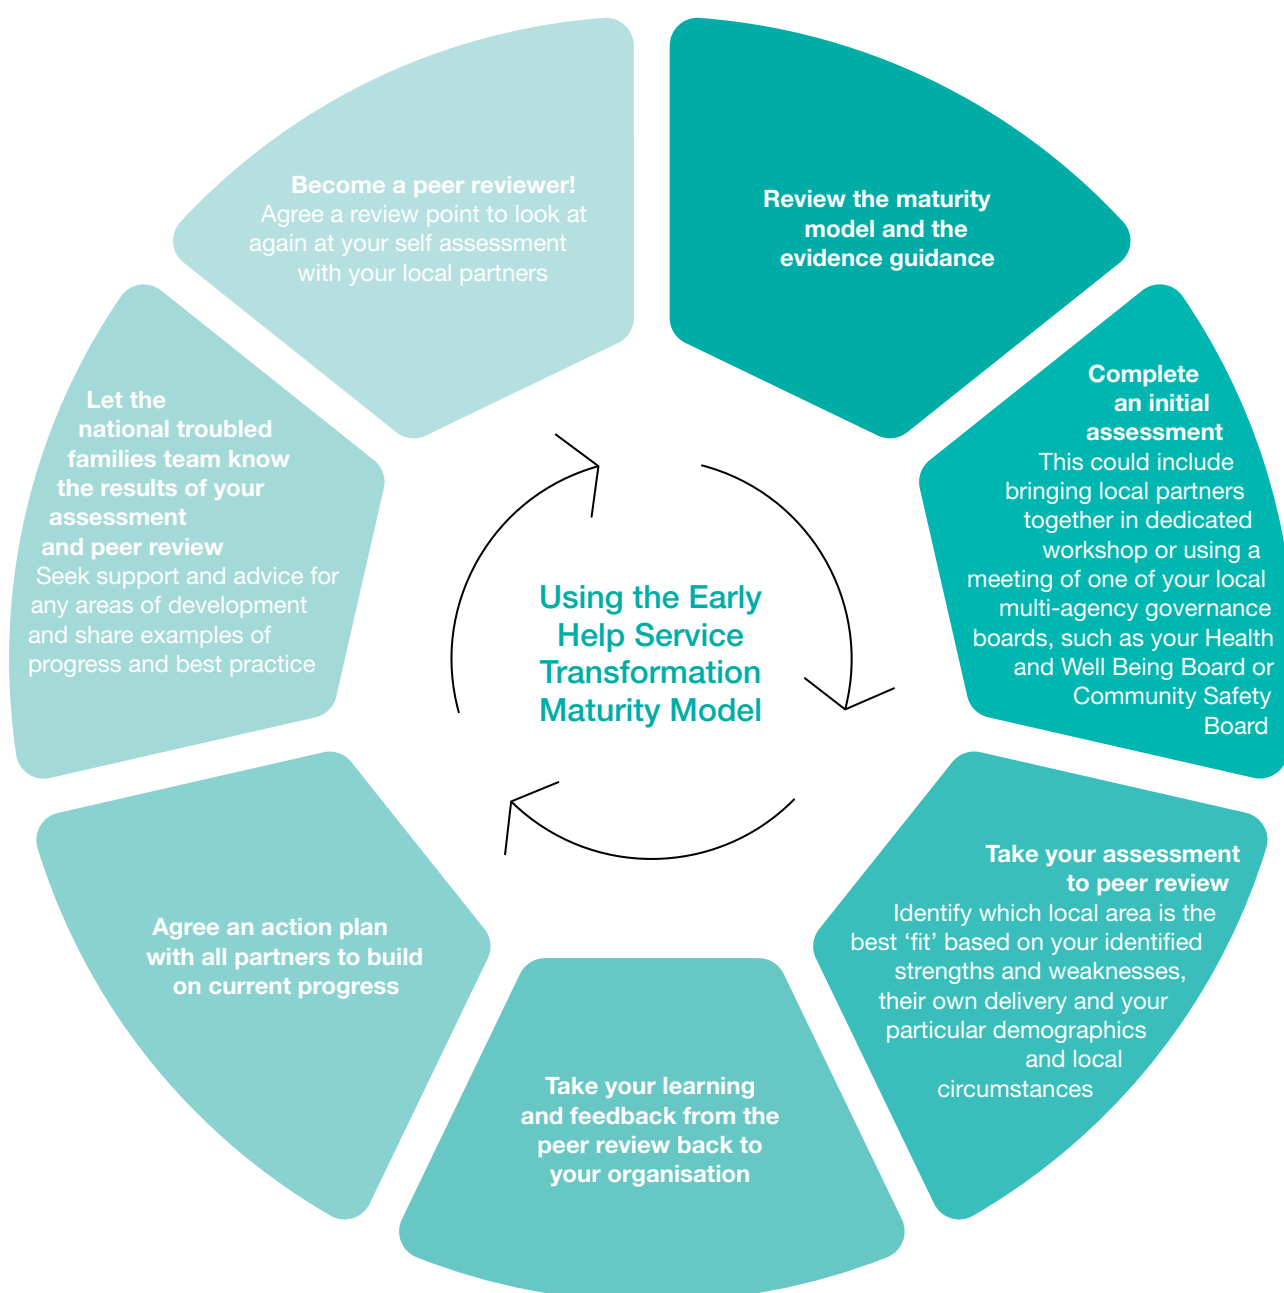 Become a peer reviewer!
Agree a review point to look at
again at your self assessment
with your local partners
Review the maturity
model and the
evidence guidance
Complete
an initial
assessment
This could include
bringing local partners
together in dedicated
workshop or using a
meeting of one of your local
multi-agency governance
boards, such as your Health
and Well Being Board or
Community Safety
Board
Take your assessment
to peer review
Identify which local area is the
best ‘fit’ based on your identified
strengths and weaknesses,
their own delivery and your
particular demographics
and local
circumstances
Take your learning
and feedback from the
peer review back to
your organisation
Agree an action plan
with all partners to build
on current progress
Let the
national troubled
families team know
the results of your
assessment
and peer review
Seek support and advice for
any areas of development
and share examples of
progress and best practice
Using the Early
Help Service
Transformation
Maturity Model